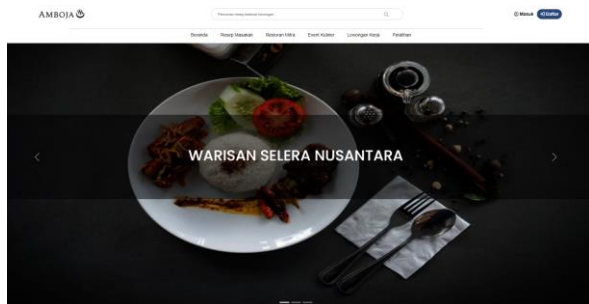 AMBOJA
Masuk
Daftar
Beranda
Resep Masakan
Restoran Mitra
Event Kuliner
Lowongan Kerja
Pelatihan
WARISAN SELERA NUSANTARA